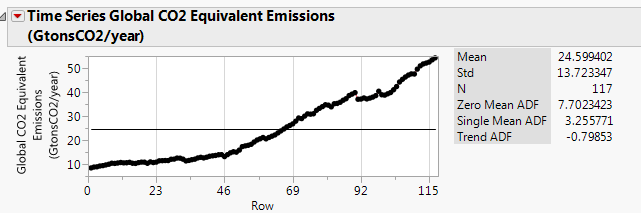 Time Series Global CO2 Equivalent Emissions
(GtonsCO2/year)
Global CO2 Equivalent
Emissions
(GtonsCO2/year)
50
40
30
20
10
0 23 46 69 92 115
Row
Mean 24.599402
Std 13.723347
N 117
Zero Mean ADF 7.7023423
Single Mean ADF 3.255771
Trend ADF -0.79853